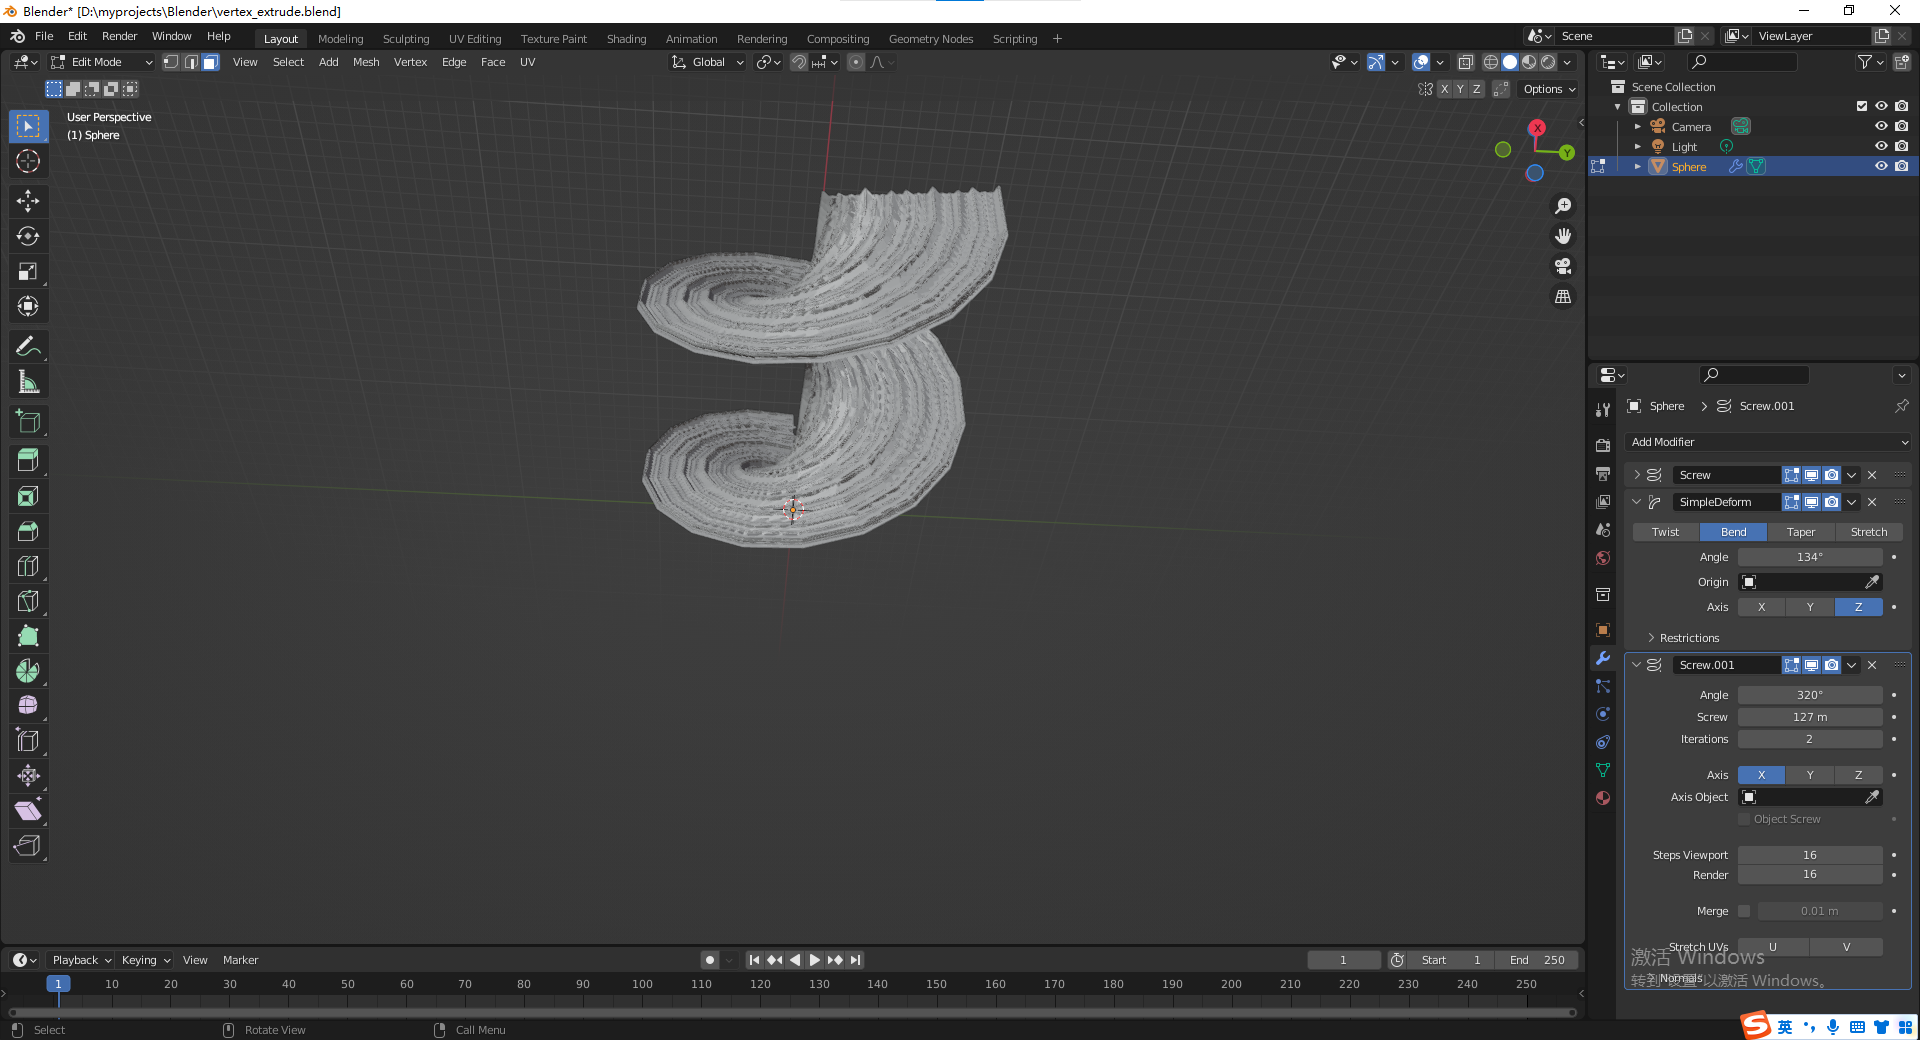 Blender* [D:\myprojects\Blender\vertex_extrude.blend]
File Edit Render Window Help Layout Modeling Sculpting UV Editing Texture Paint Shading Animation Rendering Compositing Geometry Nodes Scripting + Scene ViewLayer
Edit Mode View Select Add Mesh Vertex Edge Face UV Global
X Y Z Options
User Perspective
(1) Sphere
X
Y
Scene Collection
Collection
Camera
Light
Sphere
Sphere > Screw.001
Add Modifier
Screw
SimpleDeform
Twist Bend Taper Stretch
Angle 134°
Origin
Axis X Y Z
Restrictions
Screw.001
Angle 320°
Screw 127 m
Iterations 2
Axis X Y Z
Axis Object
Object Screw
Steps Viewport 16
Render 16
Merge 0.01 m
Stretch UVs U V
Normals
激活 Windows
转到"设置"以激活 Windows。
Playback Keying View Marker 1 Start 1 End 250
1 10 20 30 40 50 60 70 80 90 100 110 120 130 140 150 160 170 180 190 200 210 220 230 240 250
Select Rotate View Call Menu
S 英